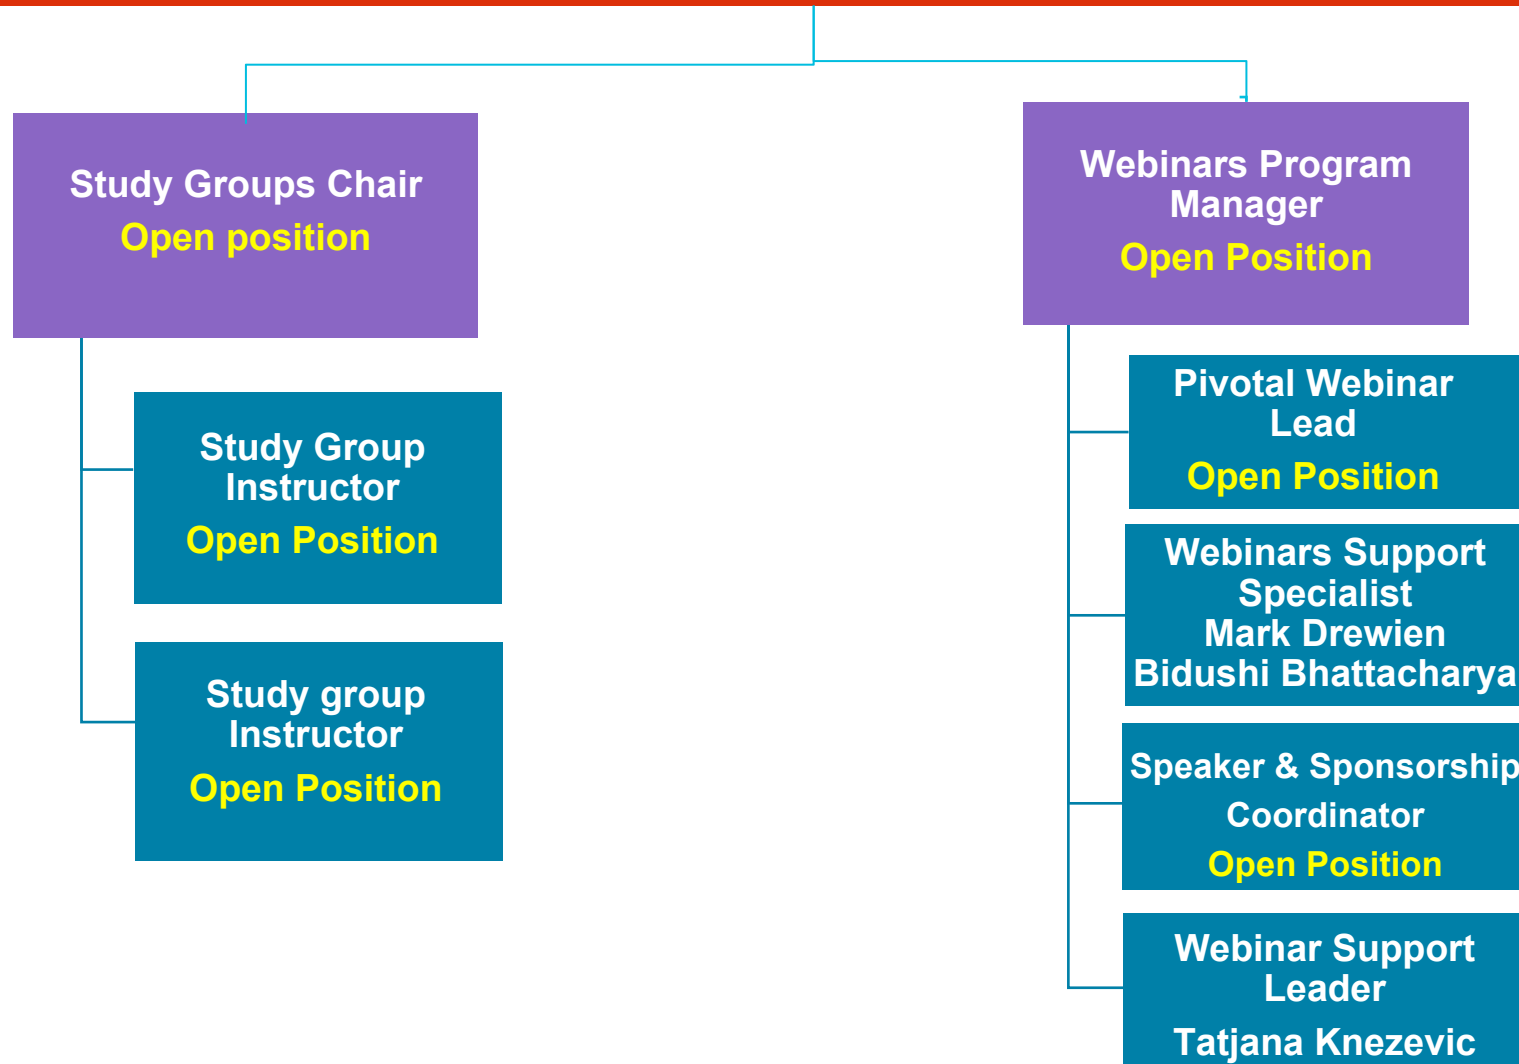 Study Groups Chair
Open position
Study Group
Instructor
Open Position
Study group
Instructor
Open Position
Webinars Program
Manager
Open Position
Pivotal Webinar
Lead
Open Position
Webinars Support
Specialist
Mark Drewien
Bidushi Bhattacharya
Speaker & Sponsorship
Coordinator
Open Position
Webinar Support
Leader
Tatjana Knezevic